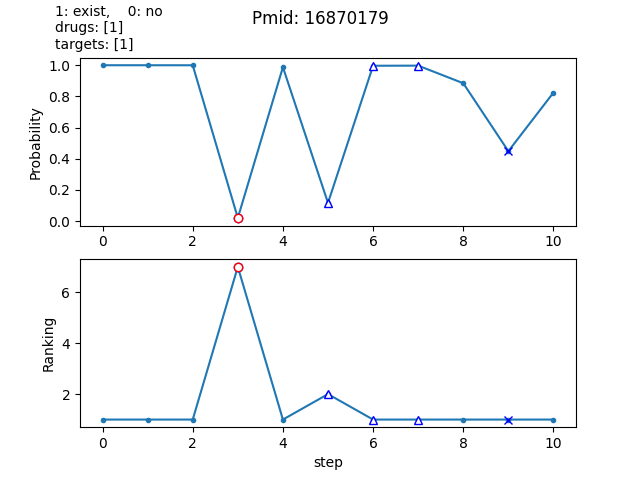 1: exist,    0: no
drugs: [1]
targets: [1]
Pmid: 16870179
1.0
0.8
0.6
0.4
0.2
0.0
Probability
0 2 4 6 8 10
6
4
2
Ranking
0 2 4 6 8 10
step